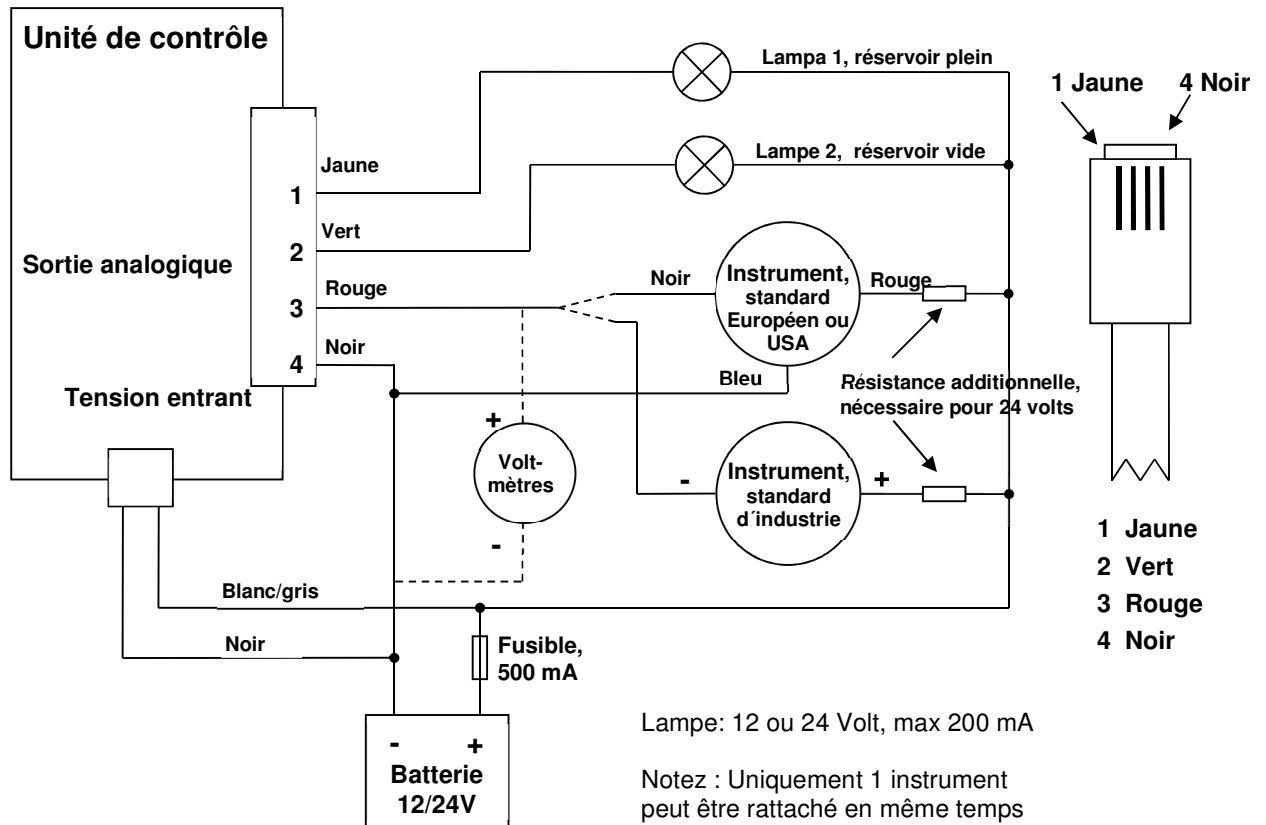 Unité de contrôle
Lampa 1, réservoir plein
1 Jaune
4 Noir
Jaune
1
Lampe 2, réservoir vide
Vert
2
Sortie analogique
Rouge
3
Noir
Instrument,
standard
Européen ou
USA
Rouge
Noir
4
Bleu
Résistance additionnelle,
nécessaire pour 24 volts
Tension entrant
+
Volt-
mètres
-
-
Instrument,
standard
d´industrie
+
1 Jaune
2 Vert
3 Rouge
4 Noir
Blanc/gris
Noir
Fusible,
500 mA
- +
Batterie
12/24V
Lampe: 12 ou 24 Volt, max 200 mA
Notez : Uniquement 1 instrument
peut être rattaché en même temps